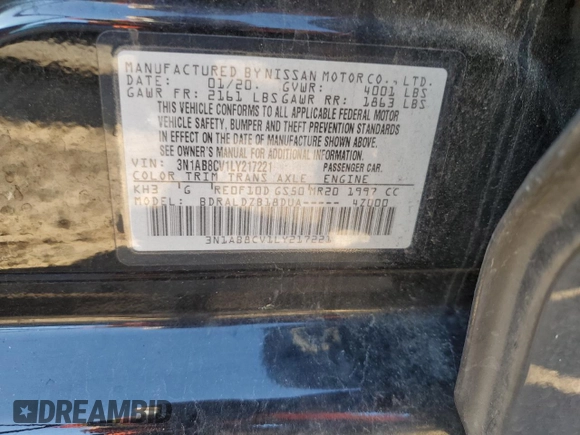 MANUFACTURED BY NISSAN MOTOR CO., LTD.
DATE: 01/20. GVWR: 4001 LBS
GAWR FR: 2161 LBS GAWR RR: 1863 LBS
THIS VEHICLE CONFORMS TO ALL APPLICABLE FEDERAL MOTOR
VEHICLE SAFETY, BUMPER AND THEFT PREVENTION STANDARDS
IN EFFECT ON THE DATE OF MANUFACTURE SHOWN ABOVE.
SEE OWNER'S MANUAL FOR ADDITIONAL INFORMATION.
VIN: 3N1AB8CV1LY217221 PASSENGER CAR.
COLOR TRIM TRANS AXLE ENGINE
KH3 G RE0F10D GS50 MR20 1997 CC
MODEL: BDRALDZB18DUA----- 4Z000
3N1AB8CV1LY217221
DREAMBID